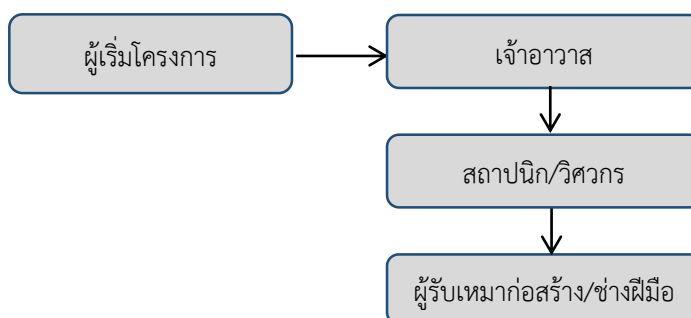 ผู้เริ่มโครงการ
เจ้าอาวาส
สถาปนิก/วิศวกร
ผู้รับเหมาก่อสร้าง/ช่างฝีมือ